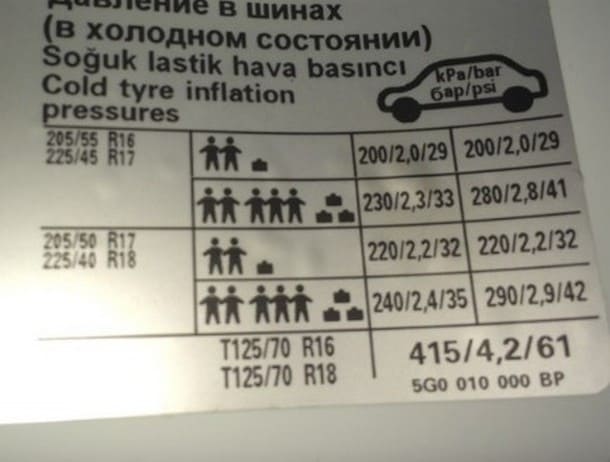 Давление в шинах
(в холодном состоянии)
Soğuk lastik hava basıncı
Cold tyre inflation
pressures
kPa/bar
бар/psi
205/55 R16
225/45 R17
200/2,0/29 200/2,0/29
230/2,3/33 280/2,8/41
205/50 R17
225/40 R18
220/2,2/32 220/2,2/32
240/2,4/35 290/2,9/42
T125/70 R16
T125/70 R18
415/4,2/61
5G0 010 000 BP